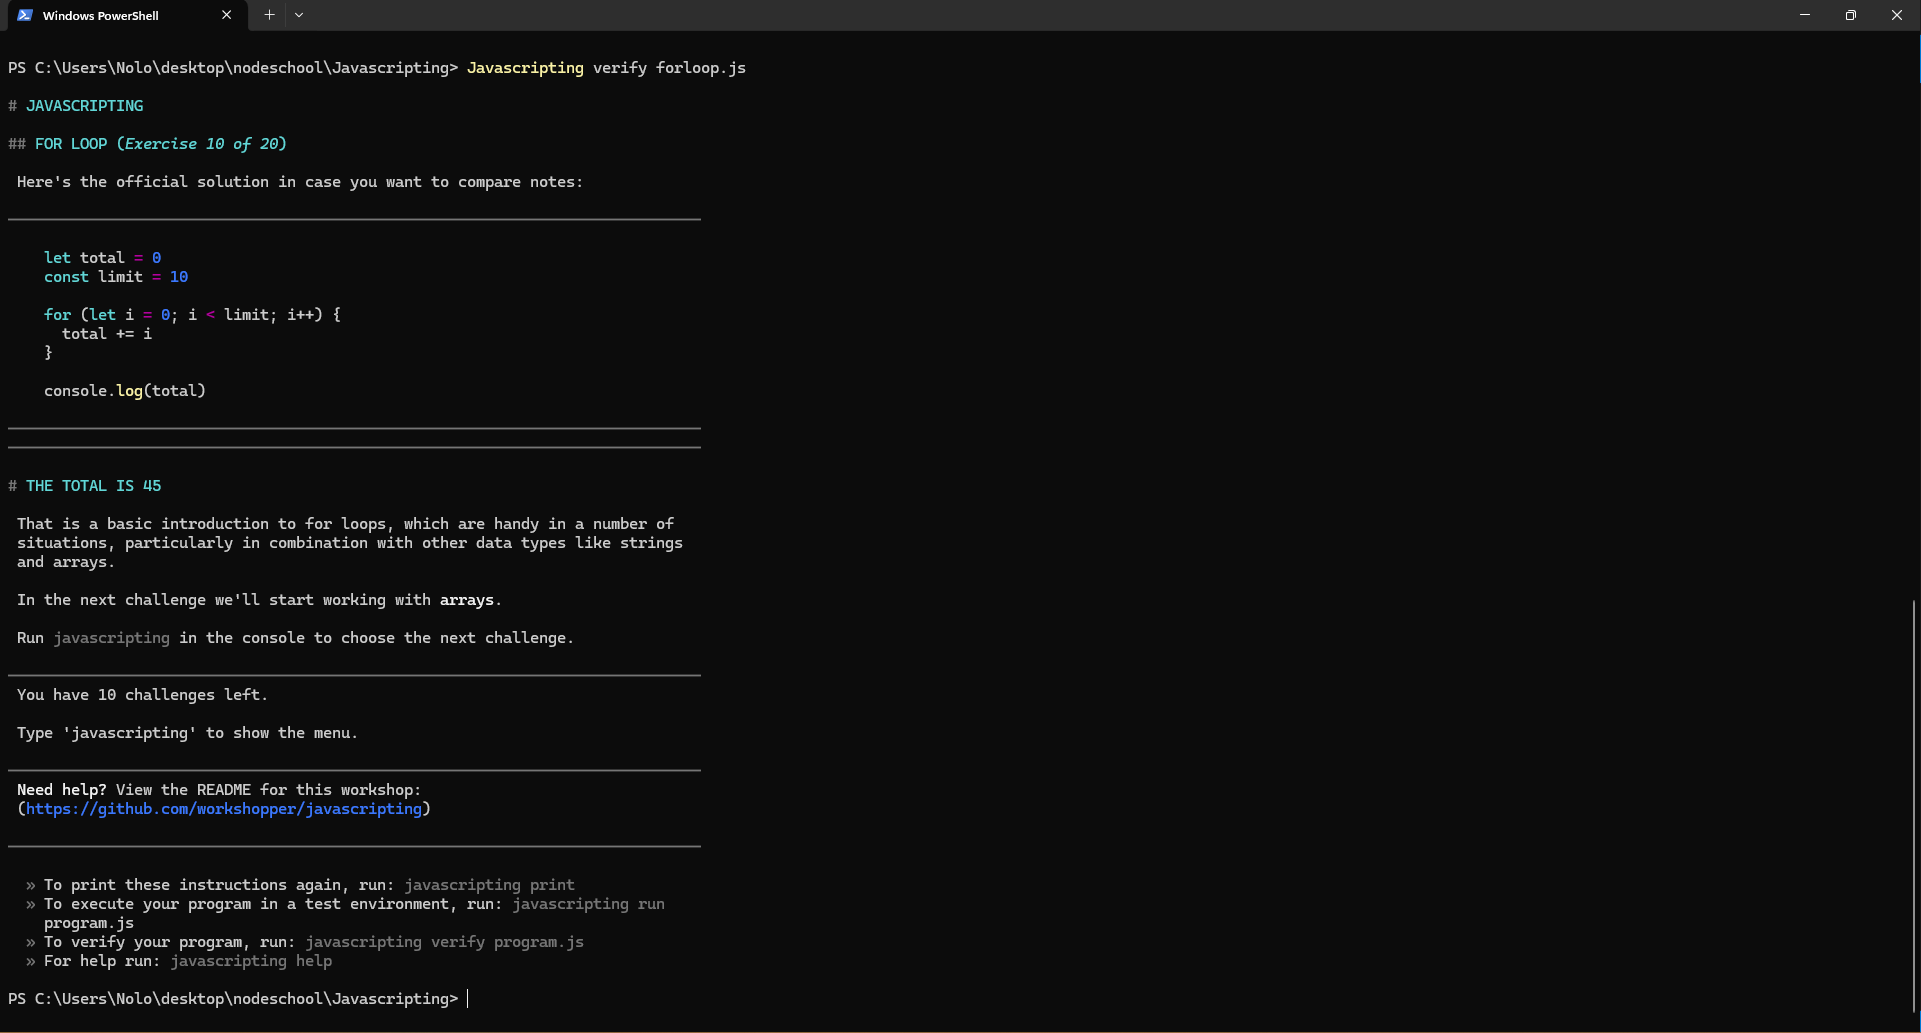 Windows PowerShell
PS C:\Users\Nolo\desktop\nodeschool\Javascripting> Javascripting verify forloop.js
# JAVASCRIPTING
## FOR LOOP (Exercise 10 of 20)
Here's the official solution in case you want to compare notes:
let total = 0
const limit = 10
for (let i = 0; i < limit; i++) {
total += i
}
console.log(total)
# THE TOTAL IS 45
That is a basic introduction to for loops, which are handy in a number of
situations, particularly in combination with other data types like strings
and arrays.
In the next challenge we'll start working with arrays.
Run javascripting in the console to choose the next challenge.
You have 10 challenges left.
Type 'javascripting' to show the menu.
Need help? View the README for this workshop:
(https://github.com/workshopper/javascripting)
» To print these instructions again, run: javascripting print
» To execute your program in a test environment, run: javascripting run
program.js
» To verify your program, run: javascripting verify program.js
» For help run: javascripting help
PS C:\Users\Nolo\desktop\nodeschool\Javascripting>